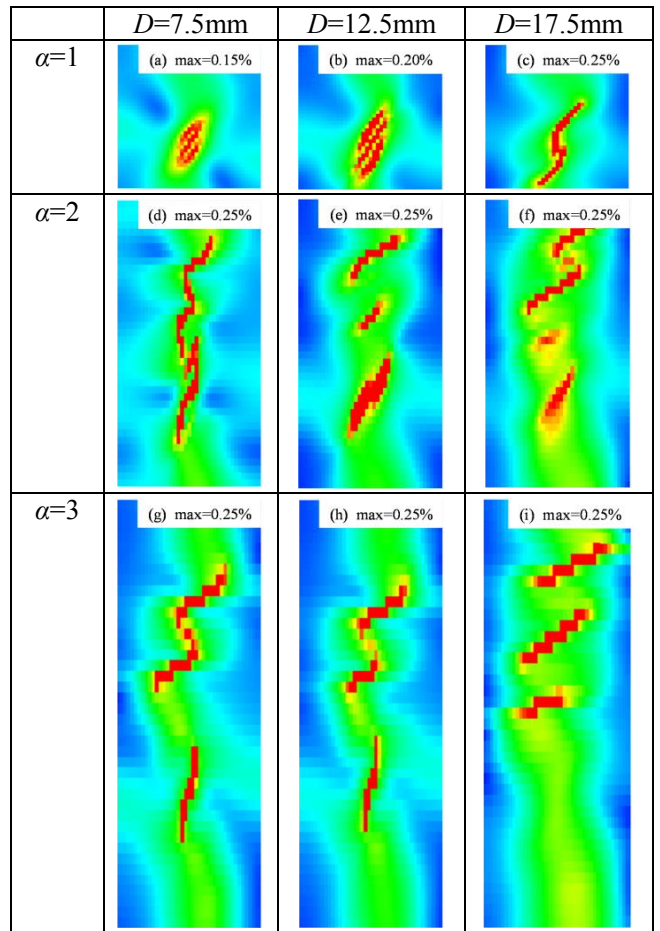 D=7.5mm D=12.5mm D=17.5mm
α=1 (a) max=0.15% (b) max=0.20% (c) max=0.25%
α=2 (d) max=0.25% (e) max=0.25% (f) max=0.25%
α=3 (g) max=0.25% (h) max=0.25% (i) max=0.25%